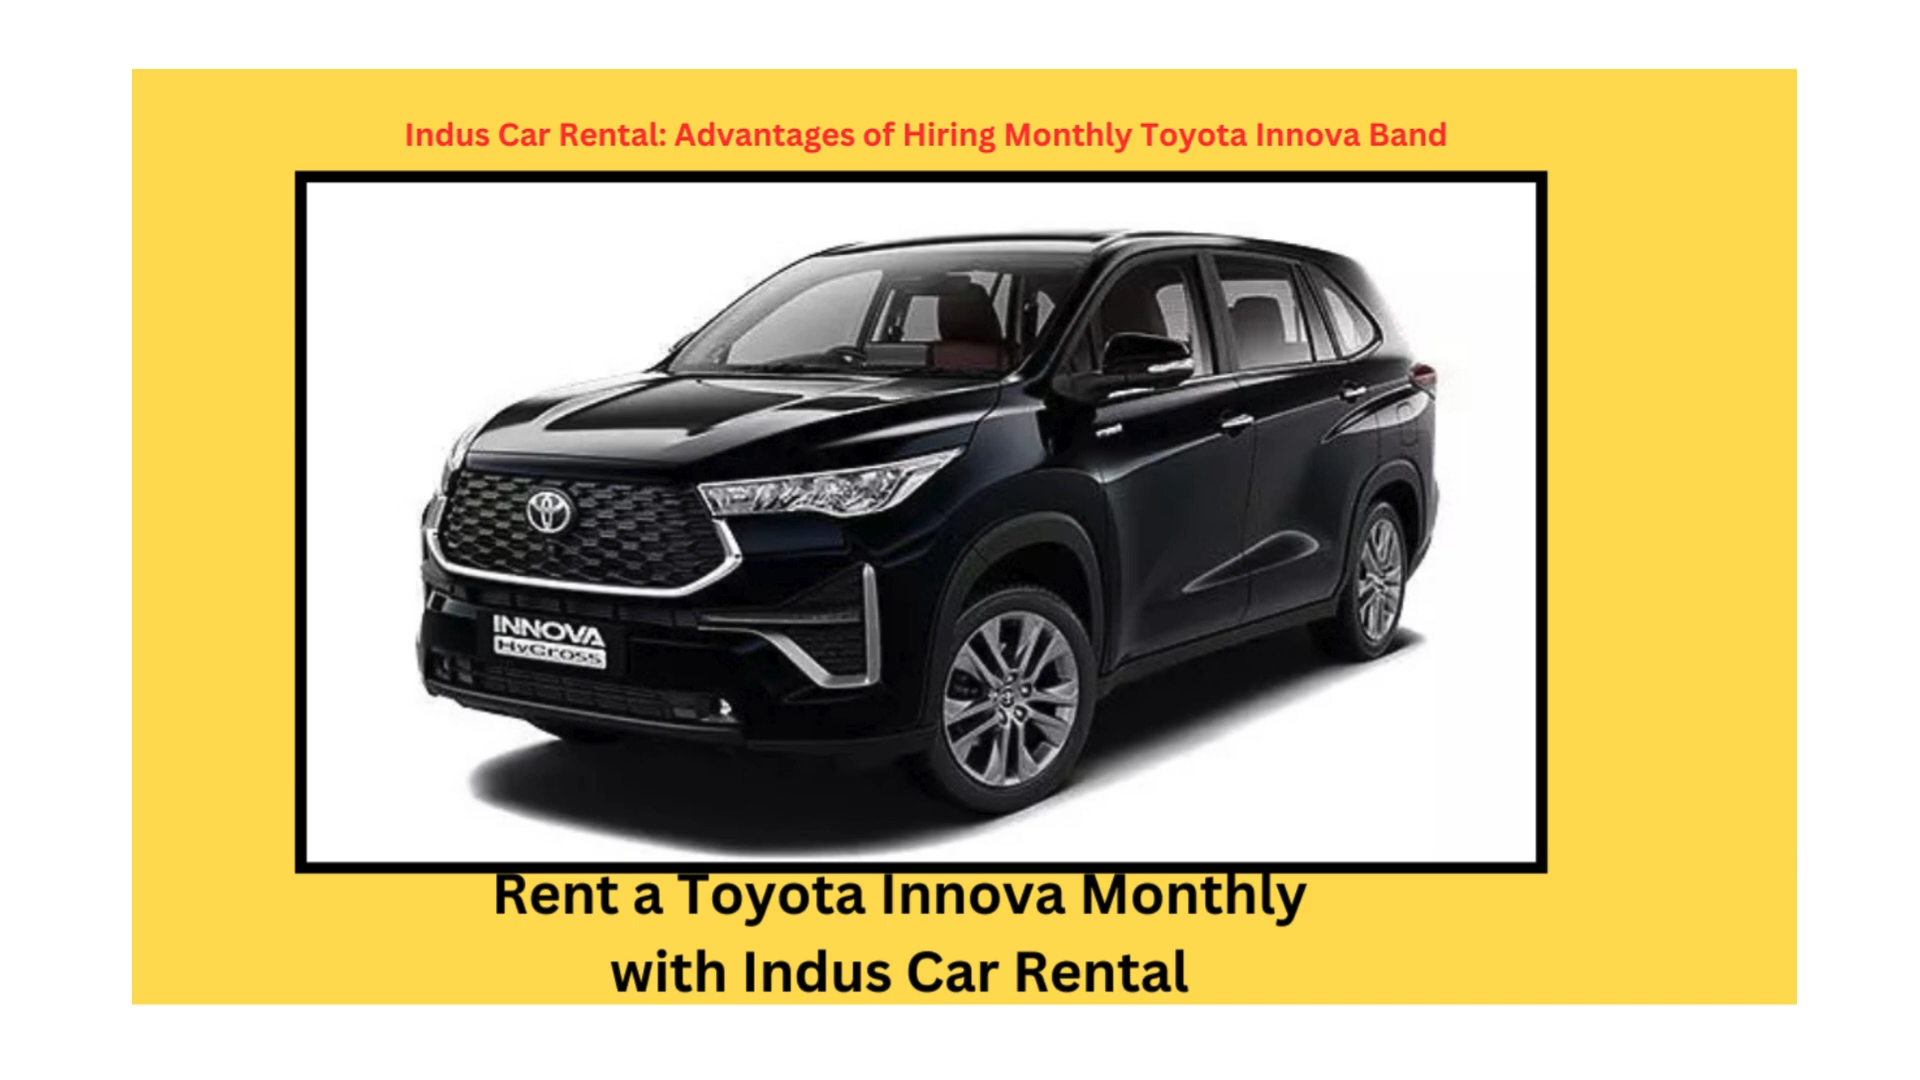 Indus Car Rental: Advantages of Hiring Monthly Toyota Innova Band
INNOVA
HyCross
Rent a Toyota Innova Monthly
with Indus Car Rental